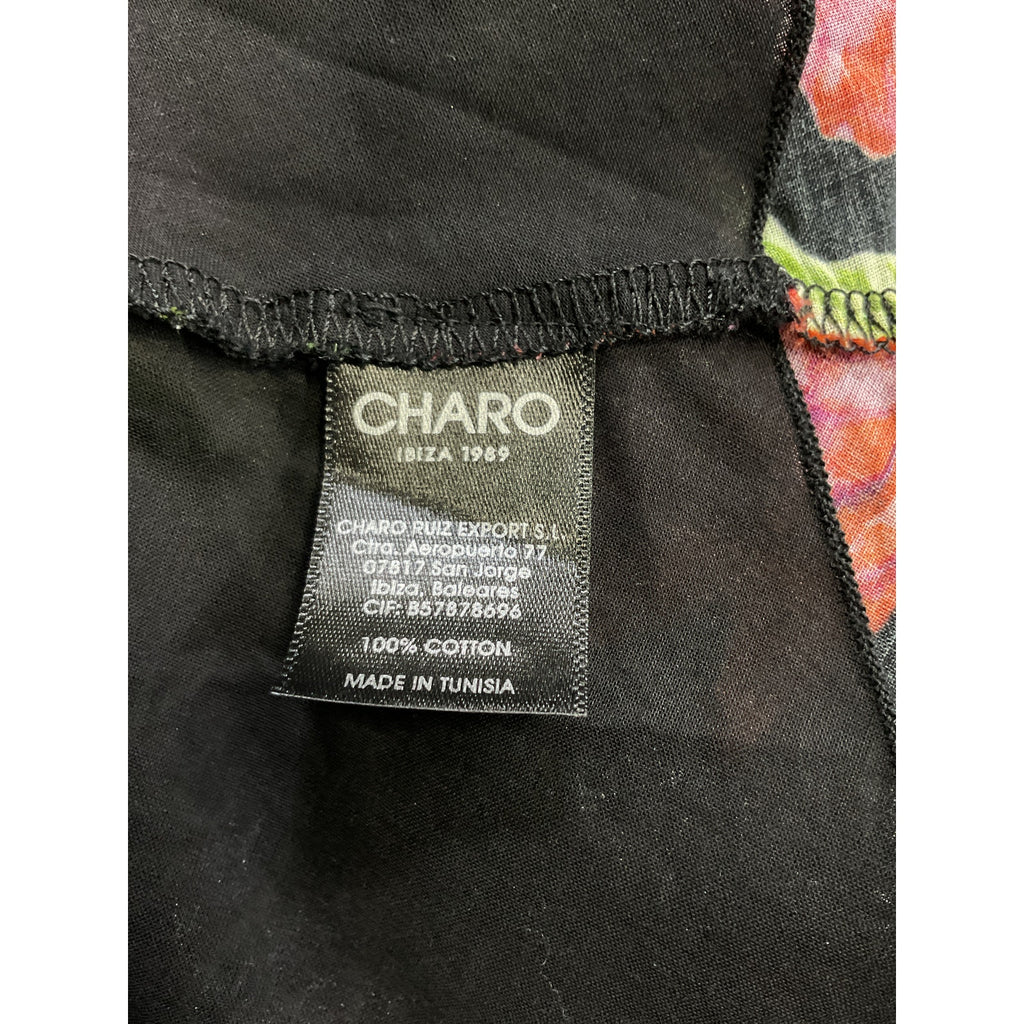 CHARO
IBIZA 1989
CHARO RUIZ EXPORT S.L
Ctra. Aeropuerto 77
07817 San Jorge
Ibiza, Baleares
CIF: B57878696
100% COTTON
MADE IN TUNISIA